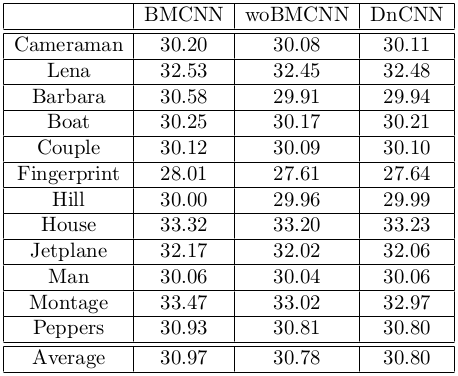 BMCNN woBMCNN DnCNN
Cameraman 30.20 30.08 30.11
Lena 32.53 32.45 32.48
Barbara 30.58 29.91 29.94
Boat 30.25 30.17 30.21
Couple 30.12 30.09 30.10
Fingerprint 28.01 27.61 27.64
Hill 30.00 29.96 29.99
House 33.32 33.20 33.23
Jetplane 32.17 32.02 32.06
Man 30.06 30.04 30.06
Montage 33.47 33.02 32.97
Peppers 30.93 30.81 30.80
Average 30.97 30.78 30.80